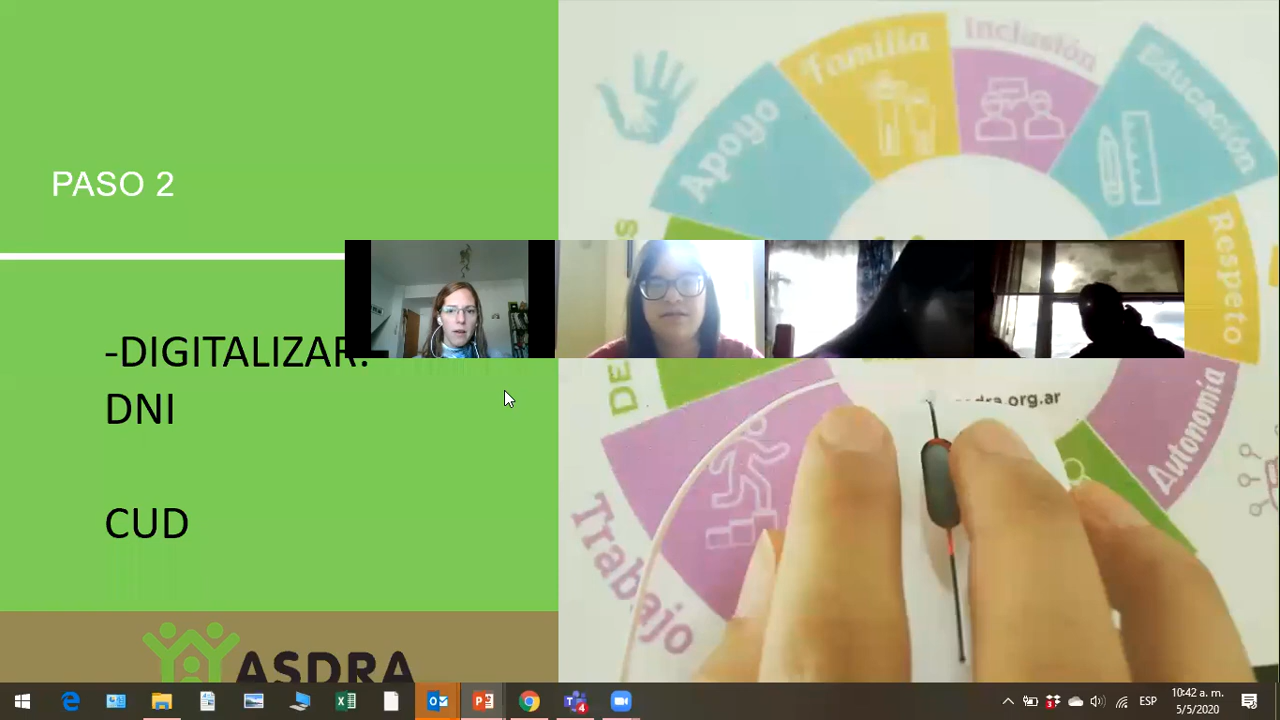 PASO 2
-DIGITALIZAR:
DNI
CUD
ASDRA
Apoyo
Familia
Inclusión
Educación
Respeto
Autonomía
Trabajo
DE
S
asdra.org.ar
ESP
10:42 a. m.
5/5/2020